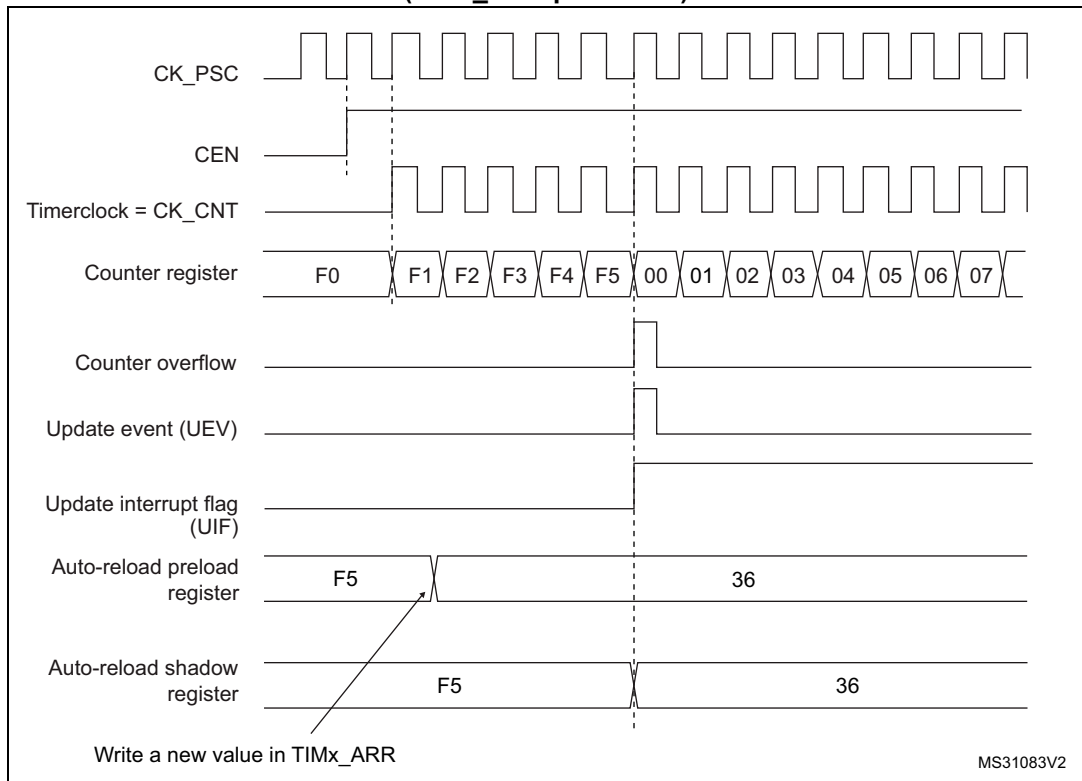 CK_PSC
CEN
Timerclock = CK_CNT
Counter register
F0 F1 F2 F3 F4 F5 00 01 02 03 04 05 06 07
Counter overflow
Update event (UEV)
Update interrupt flag
(UIF)
Auto-reload preload
register
F5 36
Auto-reload shadow
register
F5 36
Write a new value in TIMx_ARR
MS31083V2